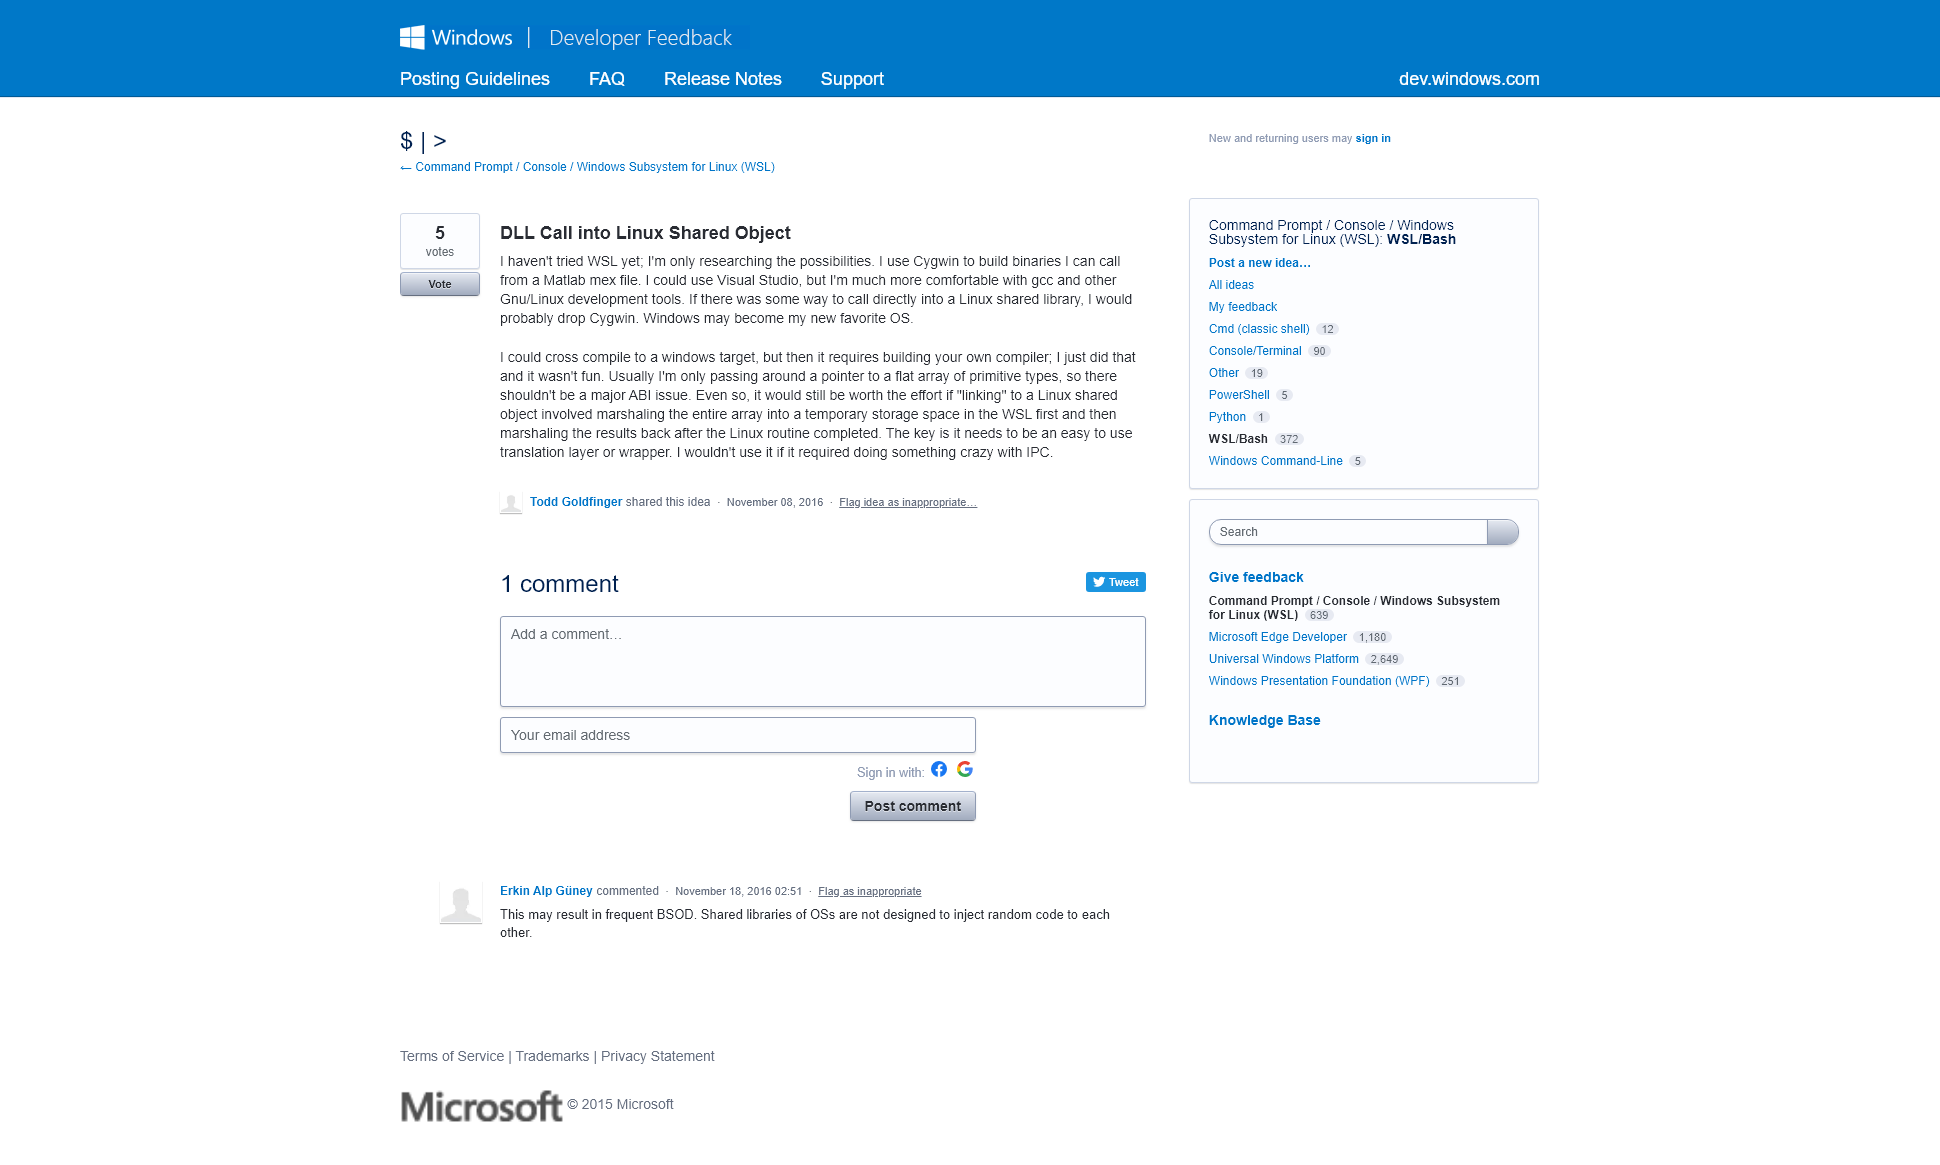 Windows | Developer Feedback
Posting Guidelines FAQ Release Notes Support dev.windows.com
$ | >
← Command Prompt / Console / Windows Subsystem for Linux (WSL)
5
votes
Vote
DLL Call into Linux Shared Object
I haven't tried WSL yet; I'm only researching the possibilities. I use Cygwin to build binaries I can call
from a Matlab mex file. I could use Visual Studio, but I'm much more comfortable with gcc and other
Gnu/Linux development tools. If there was some way to call directly into a Linux shared library, I would
probably drop Cygwin. Windows may become my new favorite OS.
I could cross compile to a windows target, but then it requires building your own compiler; I just did that
and it wasn't fun. Usually I'm only passing around a pointer to a flat array of primitive types, so there
shouldn't be a major ABI issue. Even so, it would still be worth the effort if "linking" to a Linux shared
object involved marshaling the entire array into a temporary storage space in the WSL first and then
marshaling the results back after the Linux routine completed. The key is it needs to be an easy to use
translation layer or wrapper. I wouldn't use it if it required doing something crazy with IPC.
Todd Goldfinger shared this idea · November 08, 2016 · Flag idea as inappropriate…
1 comment
Tweet
Add a comment…
Your email address
Sign in with:
Post comment
Erkin Alp Güney commented · November 18, 2016 02:51 · Flag as inappropriate
This may result in frequent BSOD. Shared libraries of OSs are not designed to inject random code to each
other.
New and returning users may sign in
Command Prompt / Console / Windows
Subsystem for Linux (WSL): WSL/Bash
Post a new idea…
All ideas
My feedback
Cmd (classic shell) 12
Console/Terminal 90
Other 19
PowerShell 5
Python 1
WSL/Bash 372
Windows Command-Line 5
Search
Give feedback
Command Prompt / Console / Windows Subsystem
for Linux (WSL) 639
Microsoft Edge Developer 1,180
Universal Windows Platform 2,649
Windows Presentation Foundation (WPF) 251
Knowledge Base
Terms of Service | Trademarks | Privacy Statement
Microsoft © 2015 Microsoft